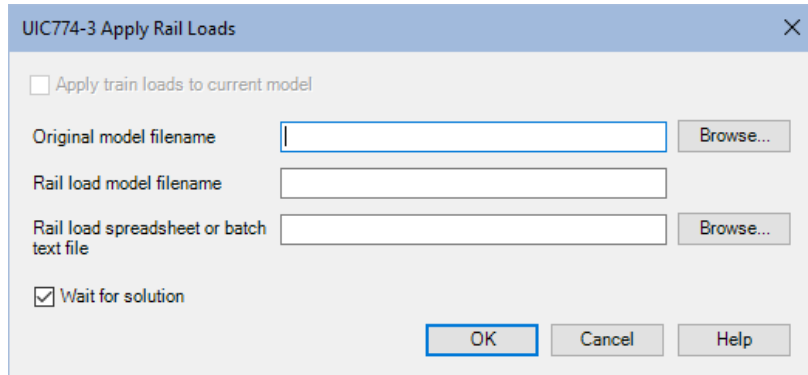 UIC774-3 Apply Rail Loads
Apply train loads to current model
Original model filename
Browse...
Rail load model filename
Rail load spreadsheet or batch
text file
Browse...
Wait for solution
OK
Cancel
Help